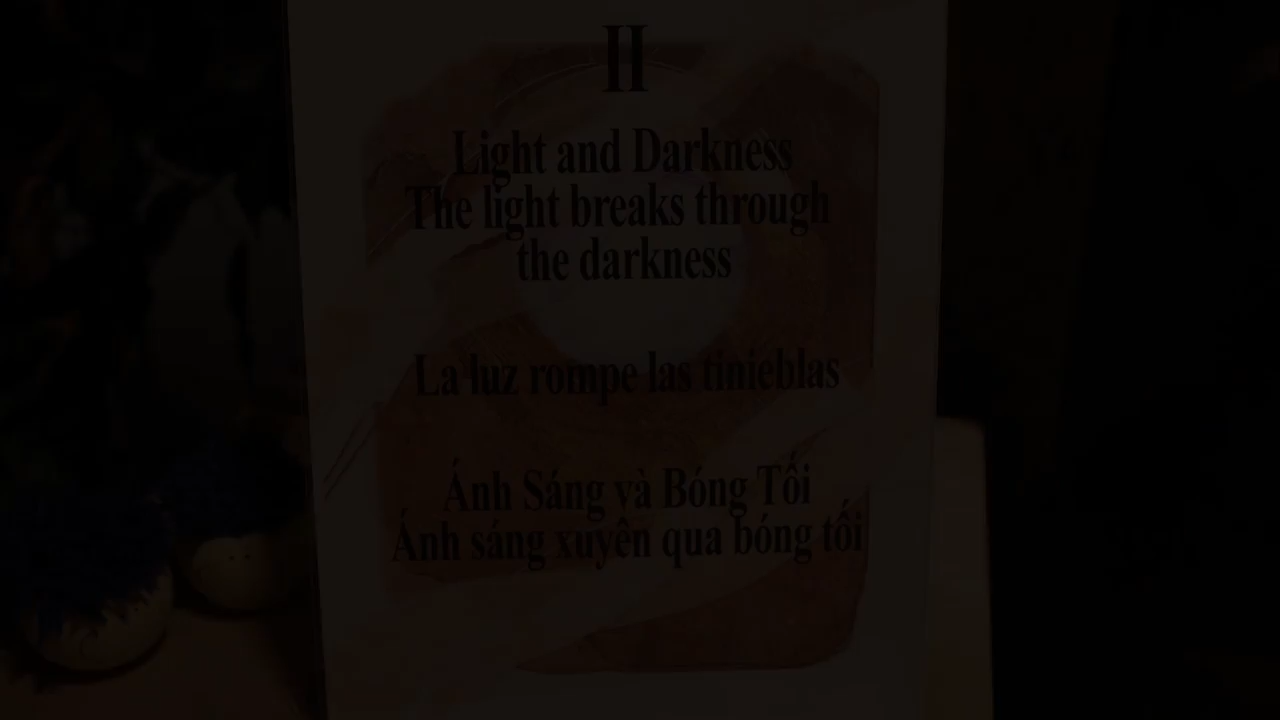 II
Light and Darkness
The light breaks through
the darkness
La luz rompe las tinieblas
Ánh Sáng và Bóng Tối
Ánh sáng xuyên qua bóng tối